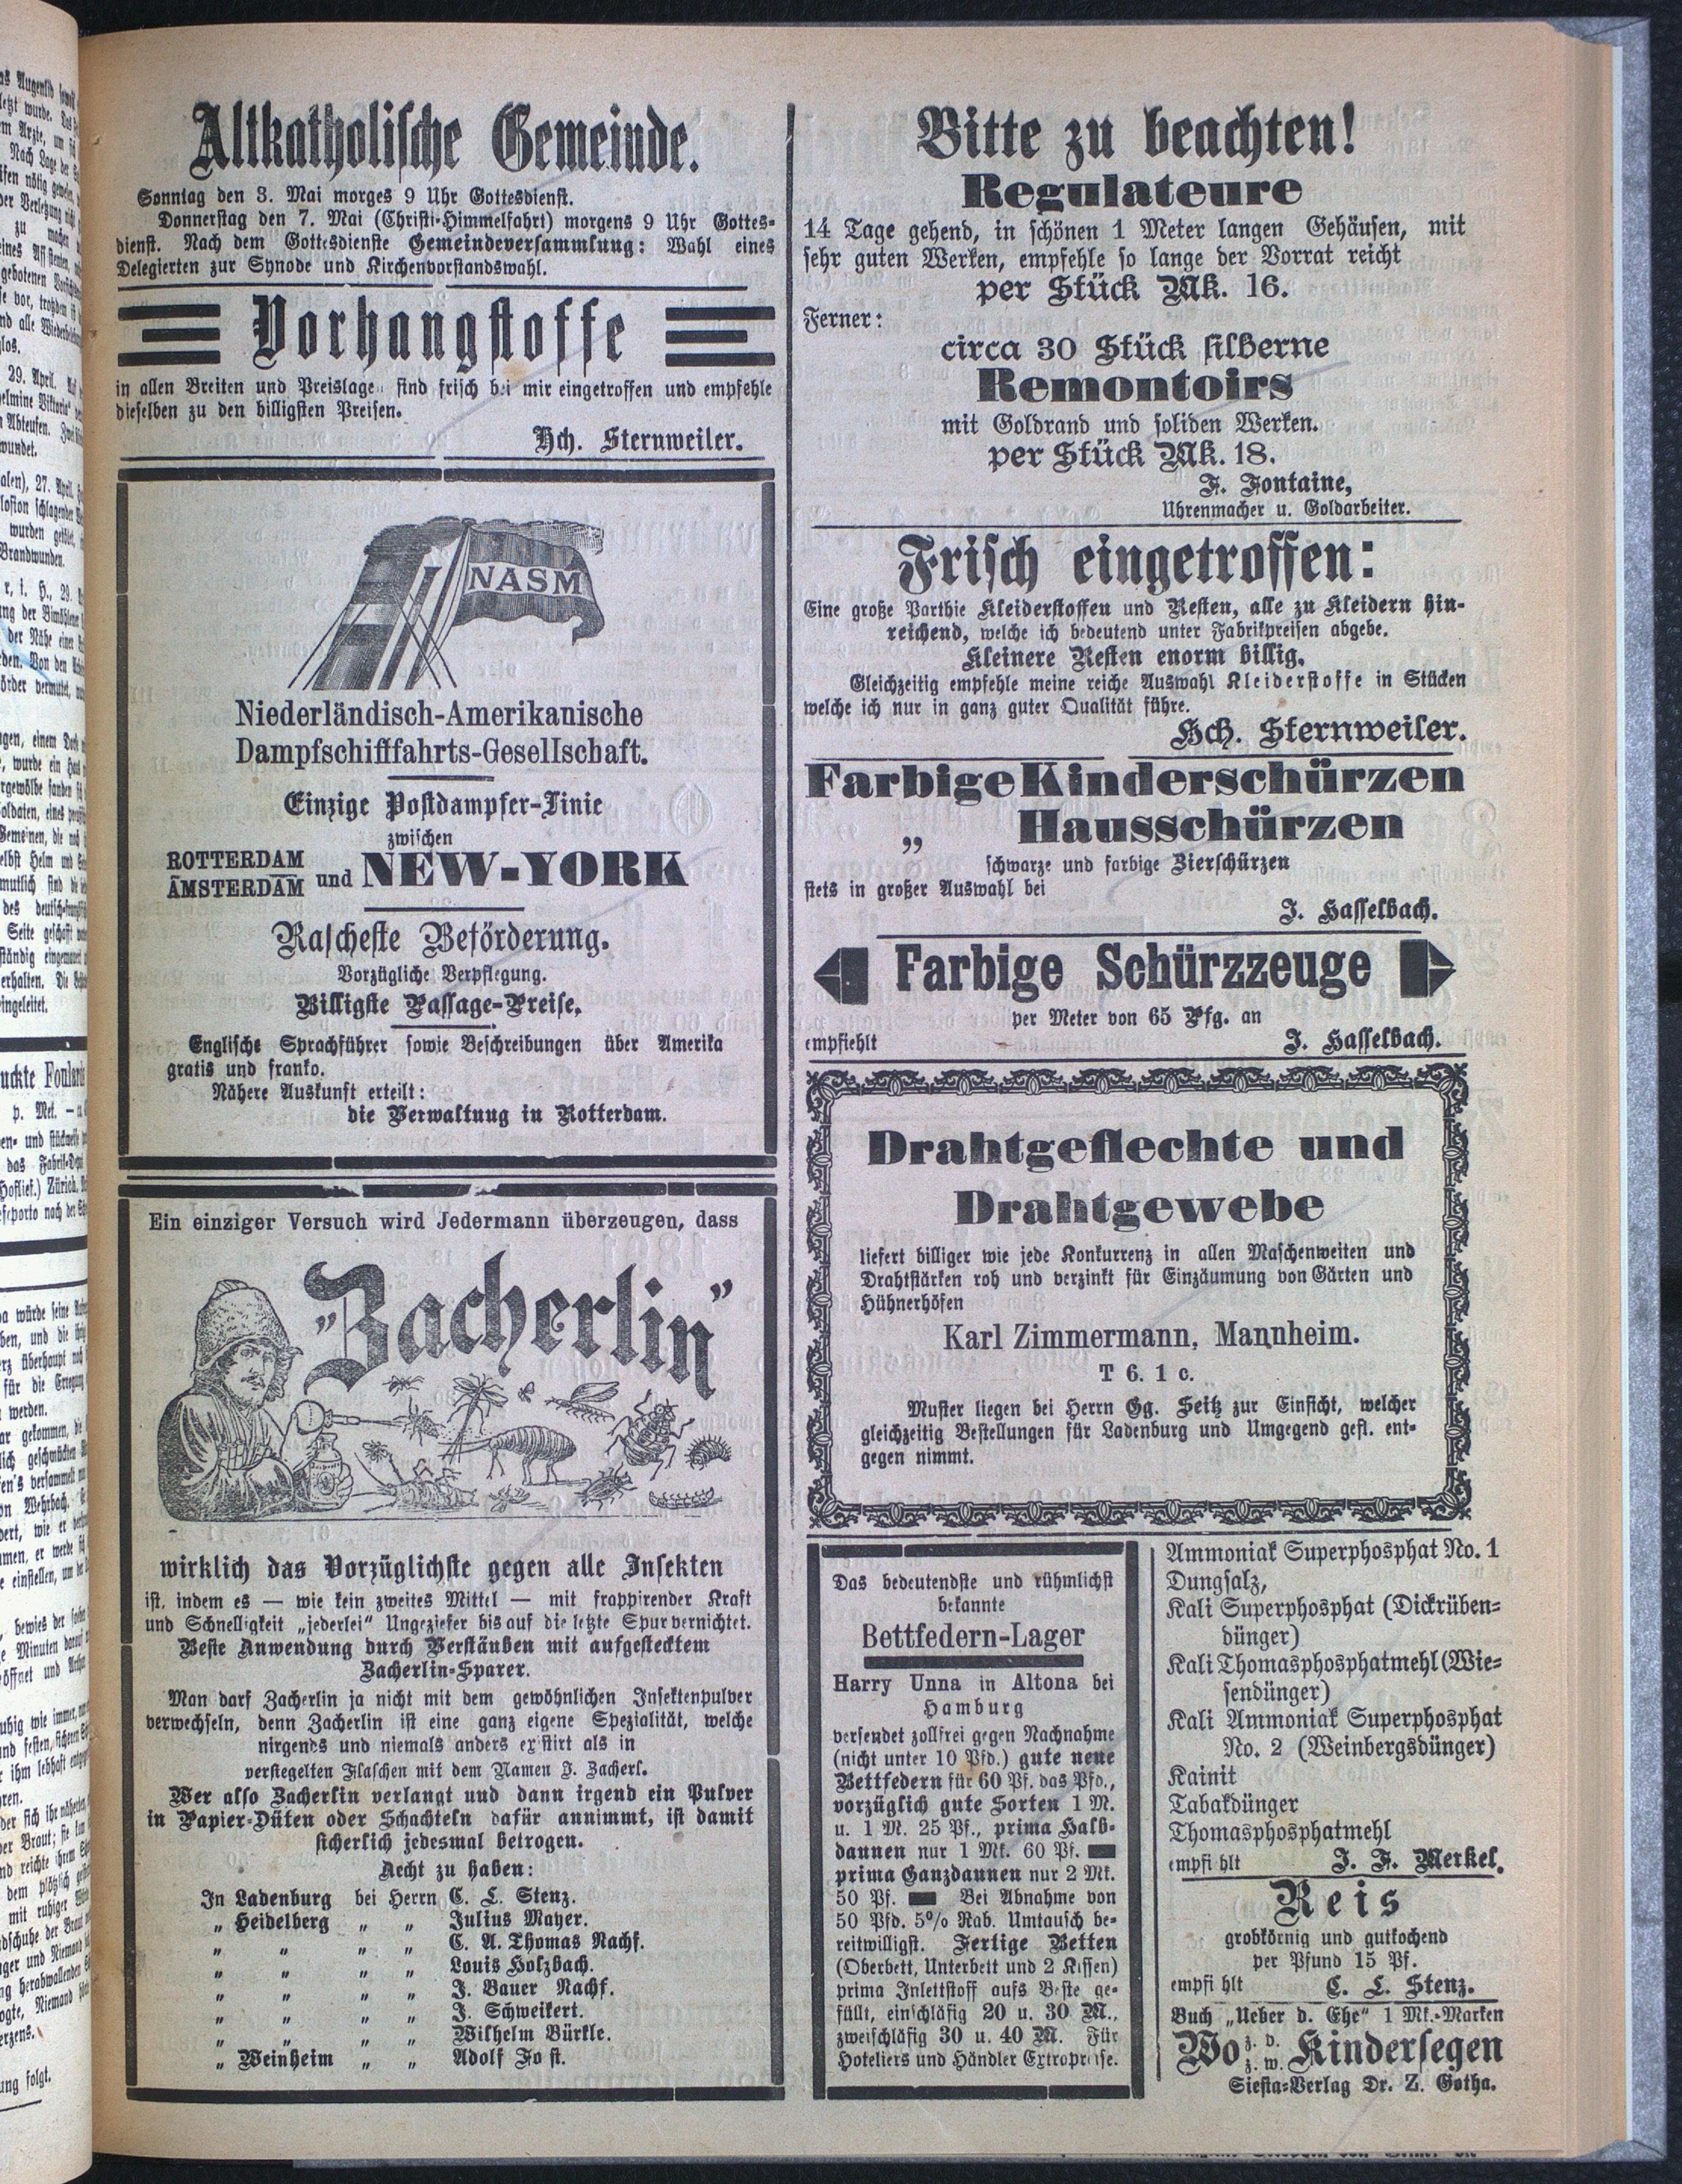 Altkatholische Gemeinde.
Sonntag den 3. Mai morges 9 Uhr Gottesdienst.
Donnerstag den 7. Mai (Christi-Himmelfahrt) morgens 9 Uhr Gottes-
dienst. Nach dem Gottesdienste Gemeindeversammlung: Wahl eines
Delegierten zur Synode und Kirchenvorstandswahl.
Vorhangstoffe
in allen Breiten und Preislage sind frisch bei mir eingetroffen und empfehle
dieselben zu den billigsten Preisen.
Hch. Sternweiler.
NASM
Niederländisch-Amerikanische
Dampfschifffahrts-Gesellschaft.
Einzige Postdampfer-Linie
zwischen
ROTTERDAM
AMSTERDAM und NEW-YORK
Rascheste Beförderung.
Vorzügliche Verpflegung.
Billigste Passage-Preise.
Englische Sprachführer sowie Beschreibungen über Amerika
gratis und franko.
Nähere Auskunft erteilt:
die Verwaltung in Rotterdam.
Ein einziger Versuch wird Jedermann überzeugen, dass
„Zacherlin"
wirklich das Vorzüglichste gegen alle Insekten
ist, indem es — wie kein zweites Mittel — mit frappirender Kraft
und Schnelligkeit „jederlei" Ungeziefer bis auf die letzte Spur vernichtet.
Beste Anwendung durch Verstäuben mit aufgestecktem
Zacherlin-Sparer.
Man darf Zacherlin ja nicht mit dem gewöhnlichen Insektenpulver
verwechseln, denn Zacherlin ist eine ganz eigene Spezialität, welche
nirgends und niemals anders existirt als in
versiegelten Flaschen mit dem Namen J. Zacherl.
Wer also Zacherlin verlangt und dann irgend ein Pulver
in Papier-Düten oder Schachteln dafür annimmt, ist damit
sicherlich jedesmal betrogen.
Aecht zu haben:
In Ladenburg bei Herrn C. L. Stenz.
„ Heidelberg „ „ Julius Mayer.
„ „ „ „ C. A. Thomas Nachf.
„ „ „ „ Louis Holzbach.
„ „ „ „ J. Bauer Nachf.
„ „ „ „ J. Schweikert.
„ „ „ „ Wilhelm Bürkle.
„ Weinheim „ „ Adolf Forst.
Bitte zu beachten!
Regulateure
14 Tage gehend, in schönen 1 Meter langen Gehäusen, mit
sehr guten Werken, empfehle so lange der Vorrat reicht
per Stück Mk. 16.
Ferner:
circa 30 Stück silberne
Remontoirs
mit Goldrand und soliden Werken.
per Stück Mk. 18.
F. Fontaine,
Uhrenmacher u. Goldarbeiter.
Frisch eingetroffen:
Eine große Parthie Kleiderstoffen und Resten, alle zu Kleidern hin-
reichend, welche ich bedeutend unter Fabrikpreisen abgebe.
Kleinere Resten enorm billig.
Gleichzeitig empfehle meine reiche Auswahl Kleiderstoffe in Stücken
welche ich nur in ganz guter Qualität führe.
Hch. Sternweiler.
Farbige Kinderschürzen
„ Hausschürzen
schwarze und farbige Zierschürzen
stets in großer Auswahl bei
J. Hasselbach.
Farbige Schürzzeuge
per Meter von 65 Pfg. an
empfiehlt J. Hasselbach.
Drahtgeflechte und
Drahtgewebe
liefert billiger wie jede Konkurrenz in allen Maschenweiten und
Drahtstärken roh und verzinkt für Einzäumung von Gärten und
Hühnerhöfen
Karl Zimmermann, Mannheim.
T 6. 1 c.
Muster liegen bei Herrn Gg. Seitz zur Einsicht, welcher
gleichzeitig Bestellungen für Ladenburg und Umgegend gefl. ent-
gegen nimmt.
Das bedeutendste und rühmlichst
bekannte
Bettfedern-Lager
Harry Unna in Altona bei
Hamburg
versendet zollfrei gegen Nachnahme
(nicht unter 10 Pfd.) gute neue
Bettfedern für 60 Pf. das Pfd.,
vorzüglich gute Sorten 1 M.
u. 1 M. 25 Pf., prima Halb-
daunen nur 1 Mk. 60 Pf.
prima Ganzdaunen nur 2 Mk.
50 Pf. Bei Abnahme von
50 Pfd. 5% Rab. Umtausch be-
reitwilligst. Fertige Betten
(Oberbett, Unterbett und 2 Kissen)
prima Inlettstoff aufs Beste ge-
füllt, einschläfig 20 u. 30 M.,
zweischläfig 30 u. 40 M. Für
Hoteliers und Händler Extropreise.
Ammoniak Superphosphat No. 1
Dungsalz,
Kali Superphosphat (Dickrüben-
dünger)
Kali Thomasphosphatmehl (Wie-
sendünger)
Kali Ammoniak Superphosphat
No. 2 (Weinbergsdünger)
Kainit
Tabakdünger
Thomasphosphatmehl
empfi hlt J. F. Merkel.
Reis
grobkörnig und gutkochend
per Pfund 15 Pf.
empfi hlt C. L. Stenz.
Buch „Ueber d. Ehe" 1 Mk.-Marken
Wo z. d. z. w. Kindersegen
Siesta-Verlag Dr. Z. Gotha.